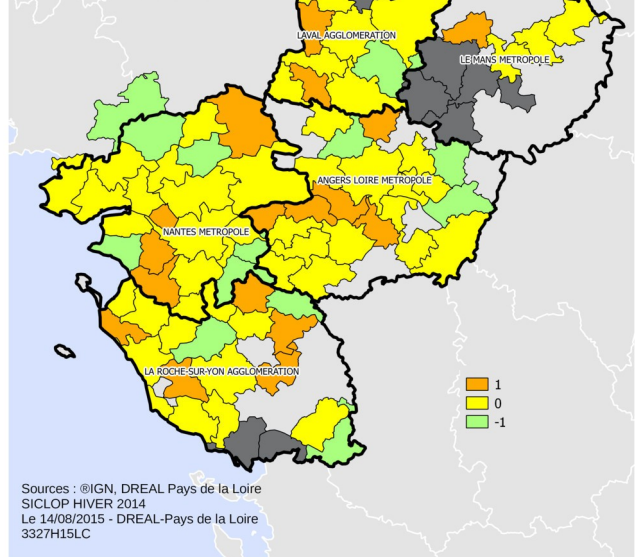 LAVAL AGGLOMERATION
LE MANS METROPOLE
ANGERS LOIRE METROPOLE
NANTES METROPOLE
LA ROCHE-SUR-YON AGGLOMERATION
1
0
-1
Sources : ®IGN, DREAL Pays de la Loire
SICLOP HIVER 2014
Le 14/08/2015 - DREAL-Pays de la Loire
3327H15LC